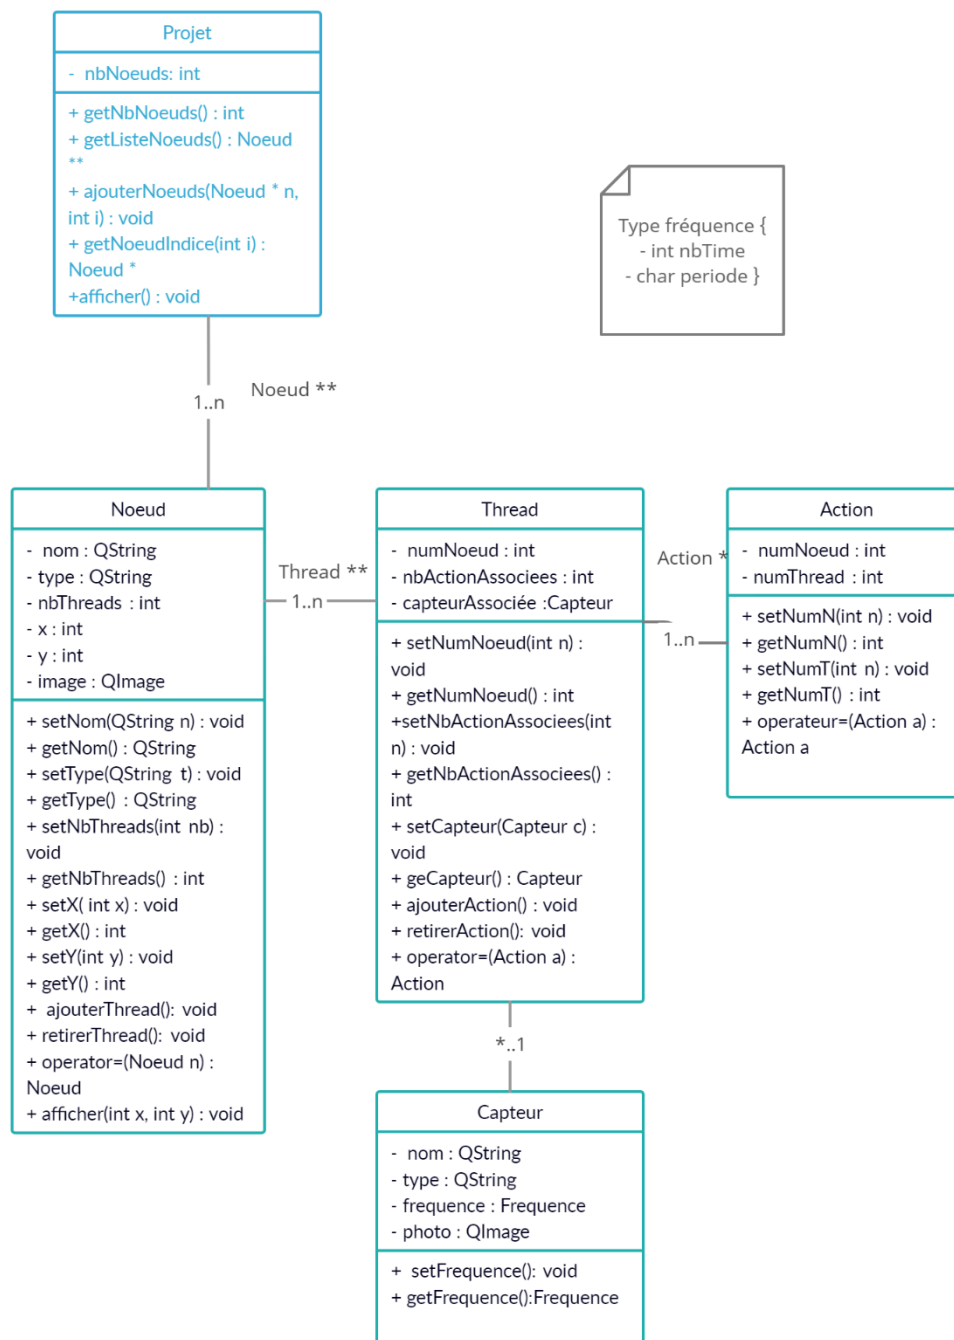 Projet
- nbNoeuds: int
+ getNbNoeuds() : int
+ getListeNoeuds() : Noeud
**
+ ajouterNoeuds(Noeud * n,
int i) : void
+ getNoeudIndice(int i) :
Noeud *
+afficher() : void
Type fréquence {
- int nbTime
- char periode }
Noeud **
1..n
Noeud
- nom : QString
- type : QString
- nbThreads : int
- x : int
- y : int
- image : QImage
+ setNom(QString n) : void
+ getNom() : QString
+ setType(QString t) : void
+ getType() : QString
+ setNbThreads(int nb) :
void
+ getNbThreads() : int
+ setX( int x) : void
+ getX() : int
+ setY(int y) : void
+ getY() : int
+ ajouterThread(): void
+ retirerThread(): void
+ operator=(Noeud n) :
Noeud
+ afficher(int x, int y) : void
Thread **
1..n
Thread
- numNoeud : int
- nbActionAssociees : int
- capteurAssociée :Capteur
+ setNumNoeud(int n) :
void
+ getNumNoeud() : int
+setNbActionAssociees(int
n) : void
+ getNbActionAssociees() :
int
+ setCapteur(Capteur c) :
void
+ geCapteur() : Capteur
+ ajouterAction() : void
+ retirerAction(): void
+ operator=(Action a) :
Action
Action *
1..n
Action
- numNoeud : int
- numThread : int
+ setNumN(int n) : void
+ getNumN() : int
+ setNumT(int n) : void
+ getNumT() : int
+ operateur=(Action a) :
Action a
*..1
Capteur
- nom : QString
- type : QString
- frequence : Frequence
- photo : QImage
+ setFrequence(): void
+ getFrequence():Frequence